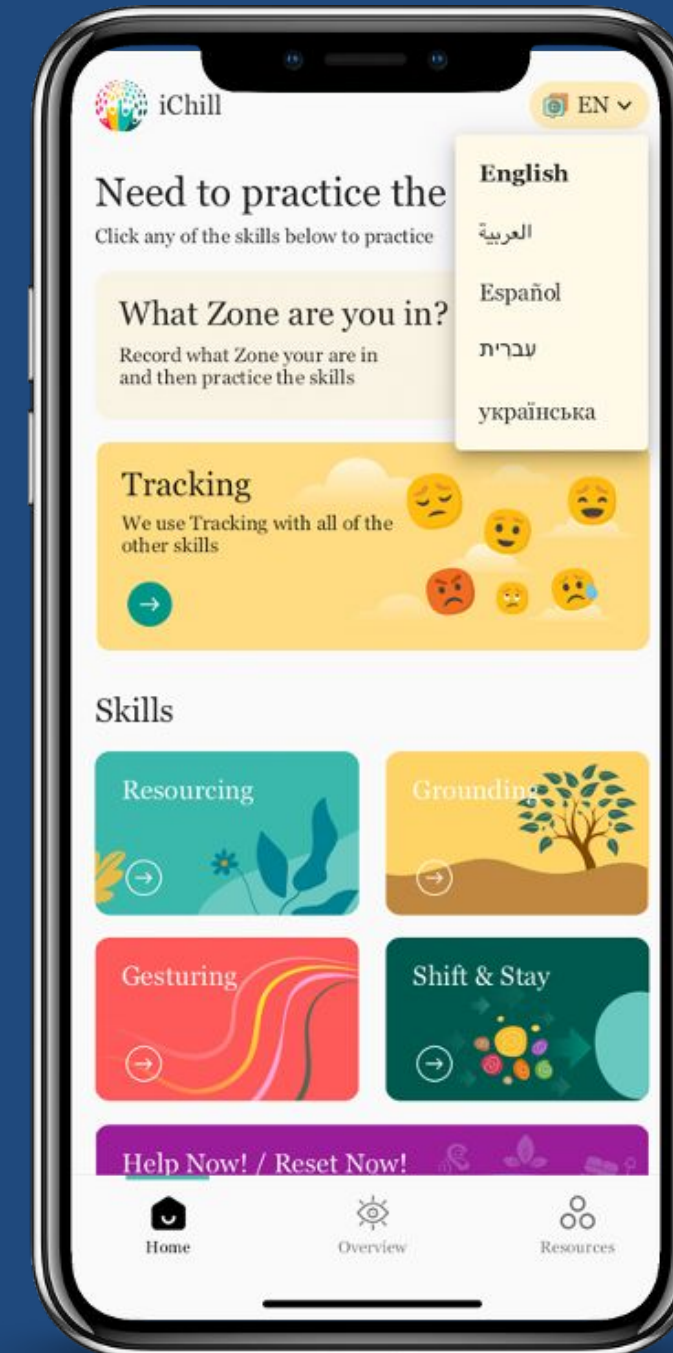 iChill
EN
Need to practice the
Click any of the skills below to practice
English
العربية
Español
עברית
українська
What Zone are you in?
Record what Zone your are in
and then practice the skills
Tracking
We use Tracking with all of the
other skills
Skills
Resourcing
Grounding
Gesturing
Shift & Stay
Help Now! / Reset Now!
Home
Overview
Resources